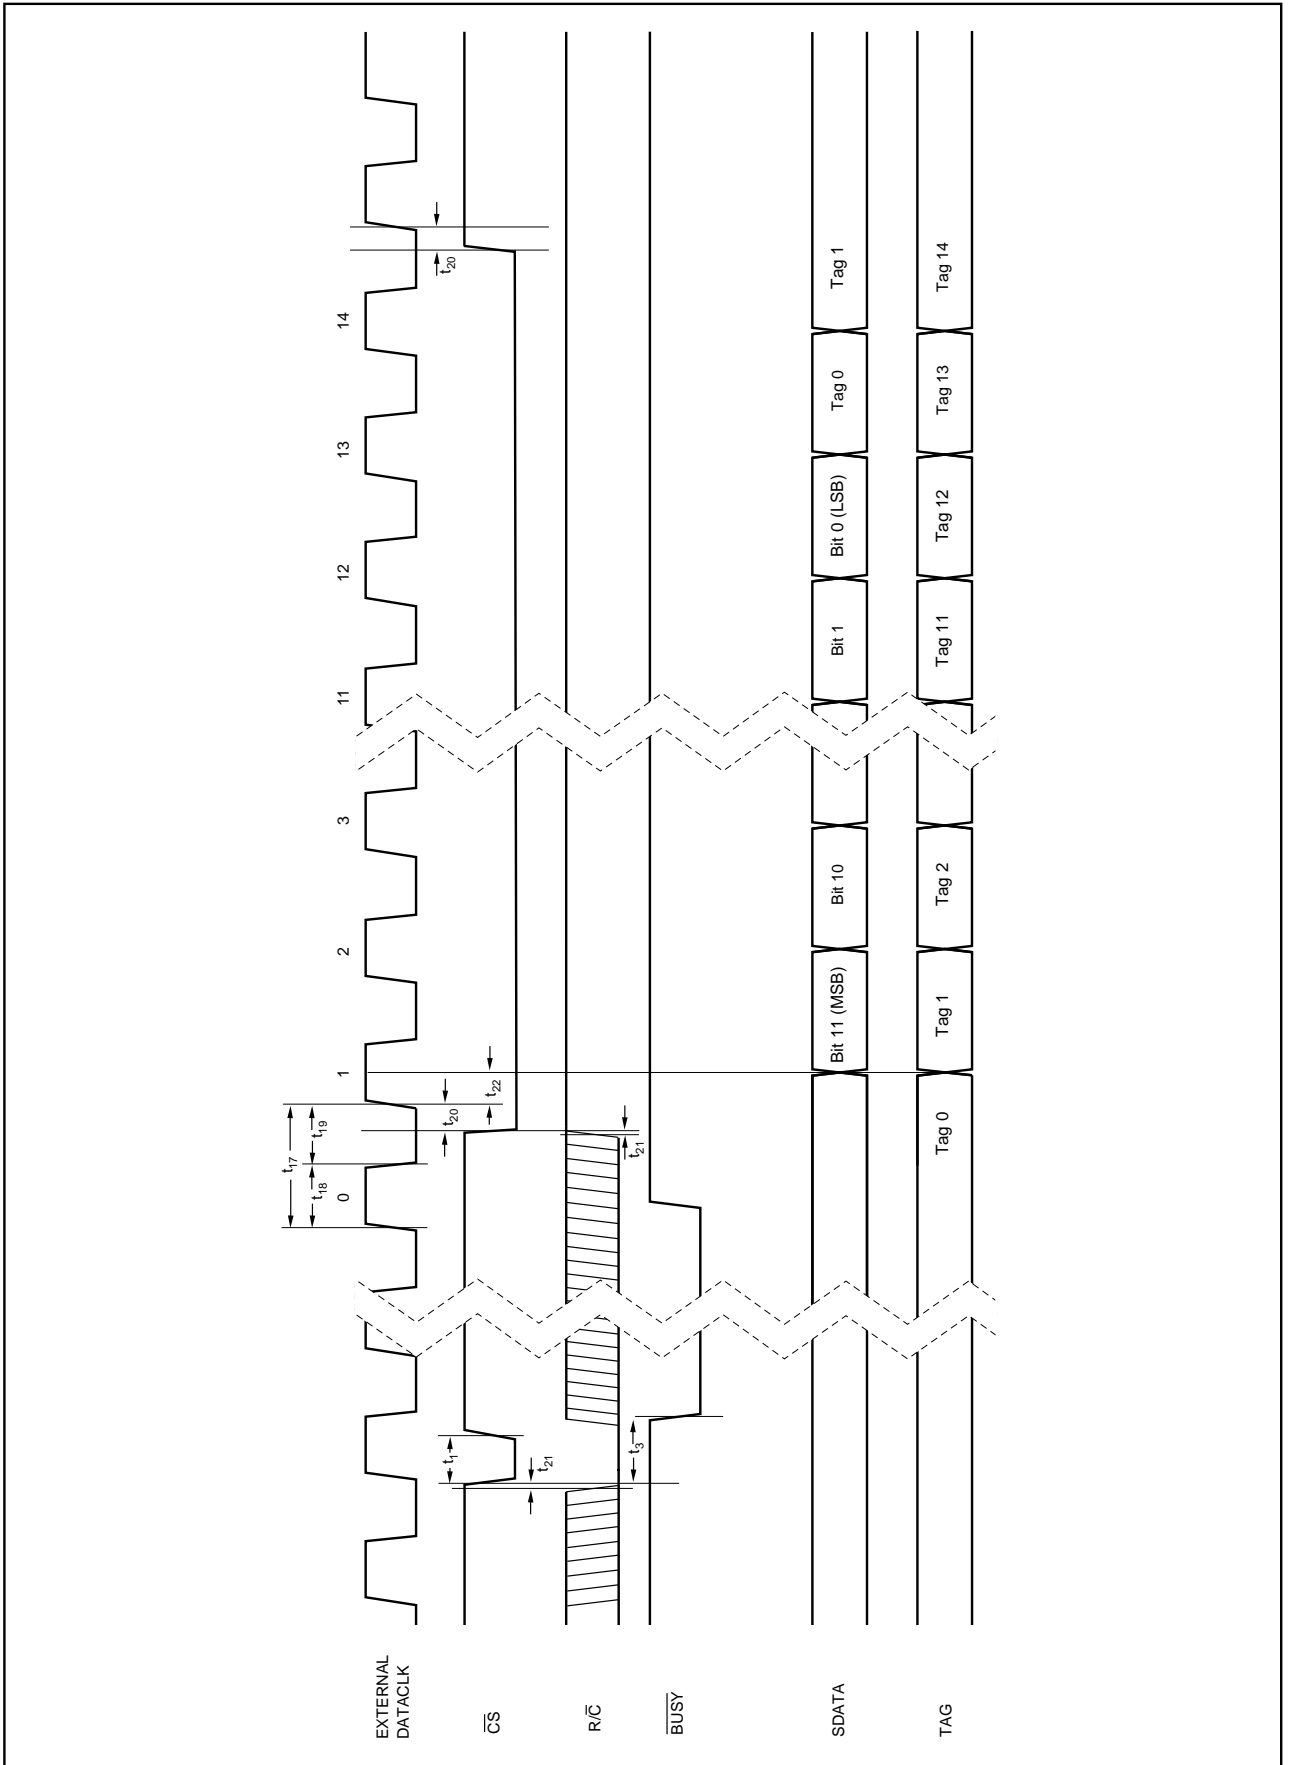 t17
t18
t19
0
1
2
3
11
12
13
14
EXTERNAL
DATACLK
t1
t20
t20
C̅S̅
t22
t21
R/C̅
t3
t21
B̅U̅S̅Y̅
SDATA
Bit 11 (MSB)
Bit 10
Bit 1
Bit 0 (LSB)
Tag 0
Tag 1
TAG
Tag 0
Tag 1
Tag 2
Tag 11
Tag 12
Tag 13
Tag 14